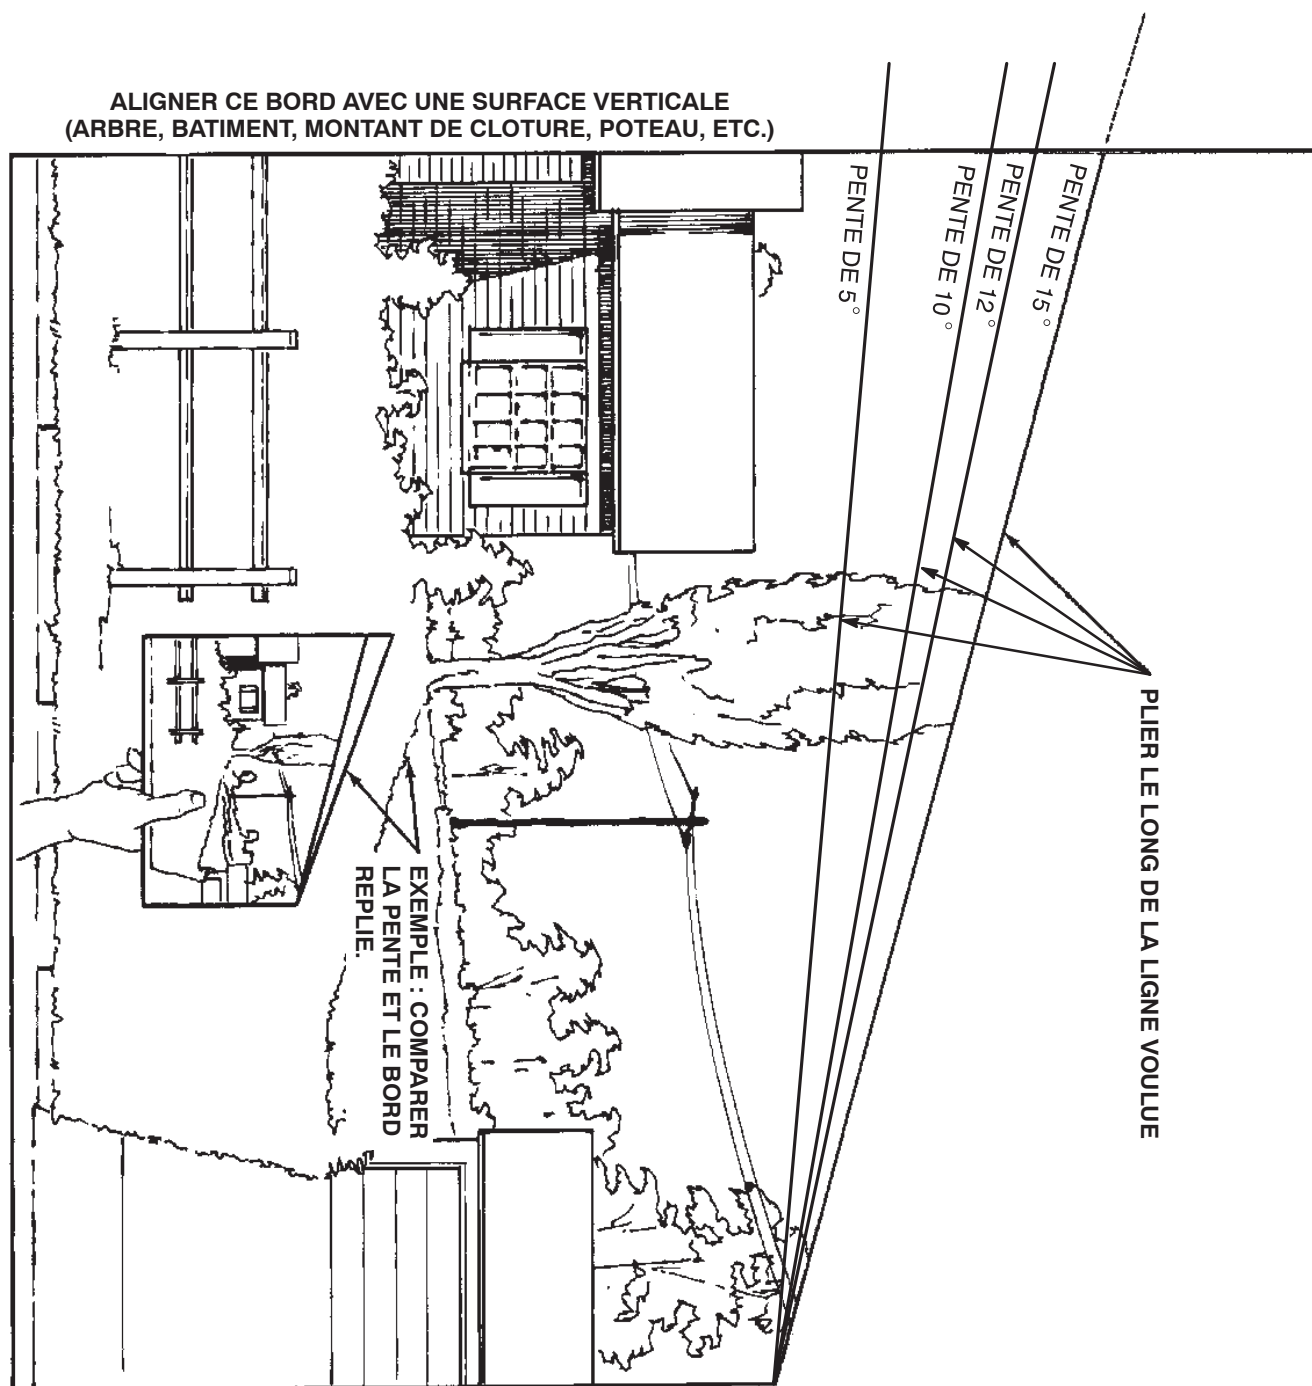 ALIGNER CE BORD AVEC UNE SURFACE VERTICALE
(ARBRE, BATIMENT, MONTANT DE CLOTURE, POTEAU, ETC.)
PENTE DE 5°
PENTE DE 10°
PENTE DE 12°
PENTE DE 15°
PLIER LE LONG DE LA LIGNE VOULUE
EXEMPLE : COMPARER
LA PENTE ET LE BORD
REPLIE.